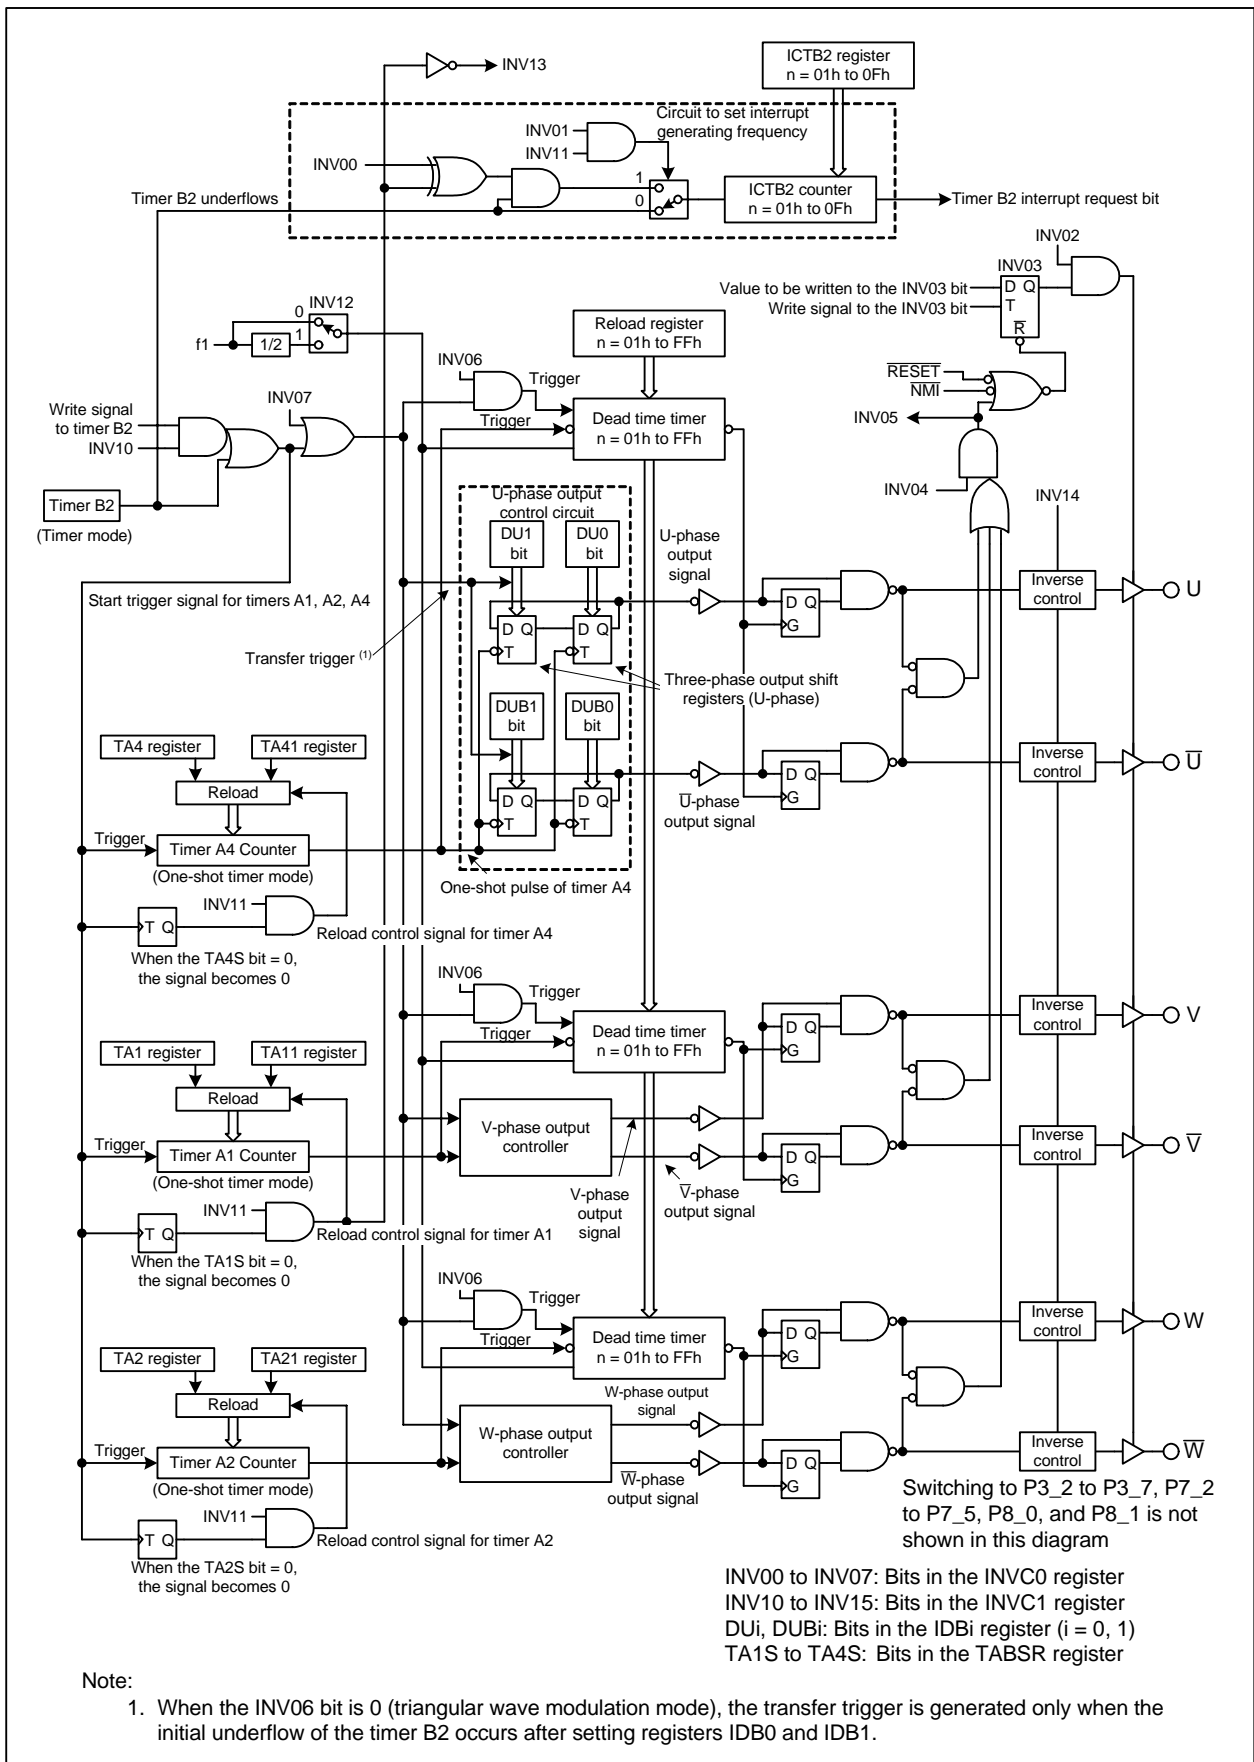 INV13
ICTB2 register
n = 01h to 0Fh
Circuit to set interrupt
generating frequency
INV01
INV11
INV00
1
0
ICTB2 counter
n = 01h to 0Fh
Timer B2 underflows
Timer B2 interrupt request bit
INV02
INV03
Value to be written to the INV03 bit
D Q
Write signal to the INV03 bit
T
R̅
INV12
0
1
f1
1/2
Reload register
n = 01h to FFh
INV06
Trigger
R̅E̅S̅E̅T̅
N̅M̅I̅
INV07
Write signal
to timer B2
INV10
Trigger
Dead time timer
n = 01h to FFh
INV05
INV04
INV14
Timer B2
(Timer mode)
U-phase output
control circuit
DU1
bit
DU0
bit
U-phase
output
signal
Start trigger signal for timers A1, A2, A4
D Q
T
D Q
T
D Q
G
Inverse
control
U
Transfer trigger (1)
Three-phase output shift
registers (U-phase)
DUB1
bit
DUB0
bit
TA4 register
TA41 register
Reload
D Q
T
D Q
T
U̅-phase
output signal
D Q
G
Inverse
control
U̅
Trigger
Timer A4 Counter
(One-shot timer mode)
One-shot pulse of timer A4
INV11
T Q
Reload control signal for timer A4
When the TA4S bit = 0,
the signal becomes 0
INV06
Trigger
Trigger
Dead time timer
n = 01h to FFh
D Q
G
Inverse
control
V
TA1 register
TA11 register
Reload
Trigger
Timer A1 Counter
(One-shot timer mode)
V-phase output
controller
V-phase
output
signal
V̅-phase
output signal
D Q
G
Inverse
control
V̅
INV11
T Q
Reload control signal for timer A1
When the TA1S bit = 0,
the signal becomes 0
INV06
Trigger
Trigger
Dead time timer
n = 01h to FFh
D Q
G
Inverse
control
W
TA2 register
TA21 register
Reload
Trigger
Timer A2 Counter
(One-shot timer mode)
W-phase output
signal
W-phase output
controller
W̅-phase
output signal
D Q
G
Inverse
control
W̅
INV11
T Q
Reload control signal for timer A2
When the TA2S bit = 0,
the signal becomes 0
Switching to P3_2 to P3_7, P7_2
to P7_5, P8_0, and P8_1 is not
shown in this diagram
INV00 to INV07: Bits in the INVC0 register
INV10 to INV15: Bits in the INVC1 register
DUi, DUBi: Bits in the IDBi register (i = 0, 1)
TA1S to TA4S: Bits in the TABSR register
Note:
1. When the INV06 bit is 0 (triangular wave modulation mode), the transfer trigger is generated only when the
initial underflow of the timer B2 occurs after setting registers IDB0 and IDB1.